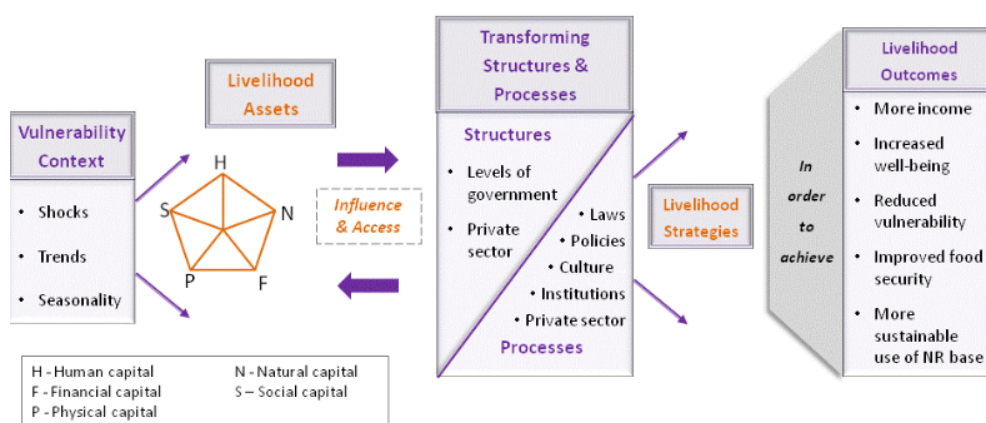 Vulnerability
Context
• Shocks
• Trends
• Seasonality
Livelihood
Assets
H
S
N
P
F
Influence
& Access
Transforming
Structures &
Processes
Structures
• Levels of
government
• Private
sector
• Laws
• Policies
• Culture
• Institutions
• Private sector
Processes
Livelihood
Strategies
In
order
to
achieve
Livelihood
Outcomes
• More income
• Increased
well-being
• Reduced
vulnerability
• Improved food
security
• More
sustainable
use of NR base
H - Human capital
F - Financial capital
P - Physical capital
N - Natural capital
S – Social capital